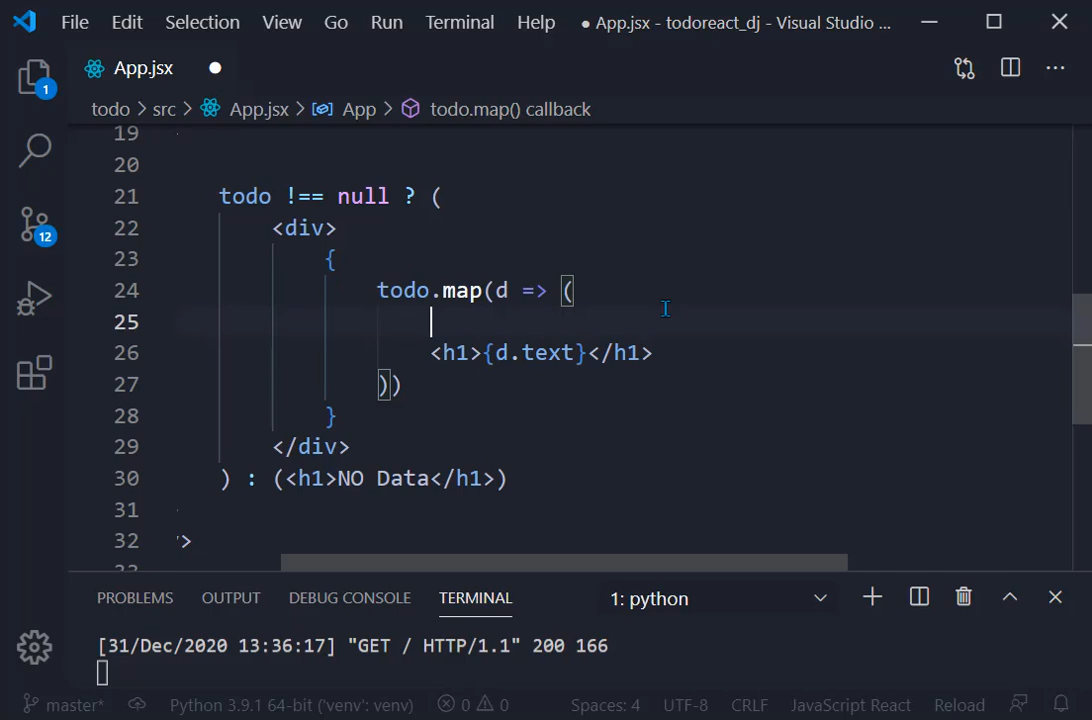 File Edit Selection View Go Run Terminal Help ● App.jsx - todoreact_dj - Visual Studio ...
App.jsx
1
todo > src > App.jsx > App > todo.map() callback
19
20
21 todo !== null ? (
22 <div>
12
23 {
24 todo.map(d => (
25
26 <h1>{d.text}</h1>
27 ))
28 }
29 </div>
30 ) : (<h1>NO Data</h1>)
31
32 >
33
PROBLEMS OUTPUT DEBUG CONSOLE TERMINAL 1: python
[31/Dec/2020 13:36:17] "GET / HTTP/1.1" 200 166
master* Python 3.9.1 64-bit ('venv': venv) 0 0 Spaces: 4 UTF-8 CRLF JavaScript React Reload